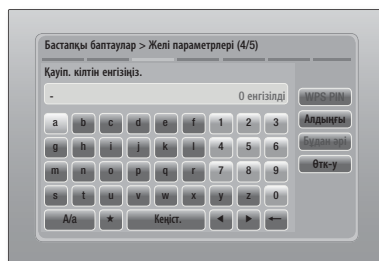 Бастапқы баптаулар > Желі параметрлері (4/5)
Қауіп. кілтін енгізіңіз.
- 0 енгізілді
WPS PIN
a b c d e f 1 2 3
Алдыңғы
g h i j k l 4 5 6
Бұдан әрі
m n o p q r 7 8 9
Өтк-у
s t u v w x y z 0
A/a ★ Кеңіст. ◀ ▶ ←